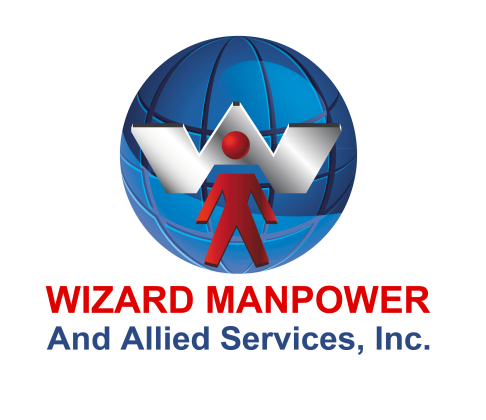 WIZARD MANPOWER
And Allied Services, Inc.